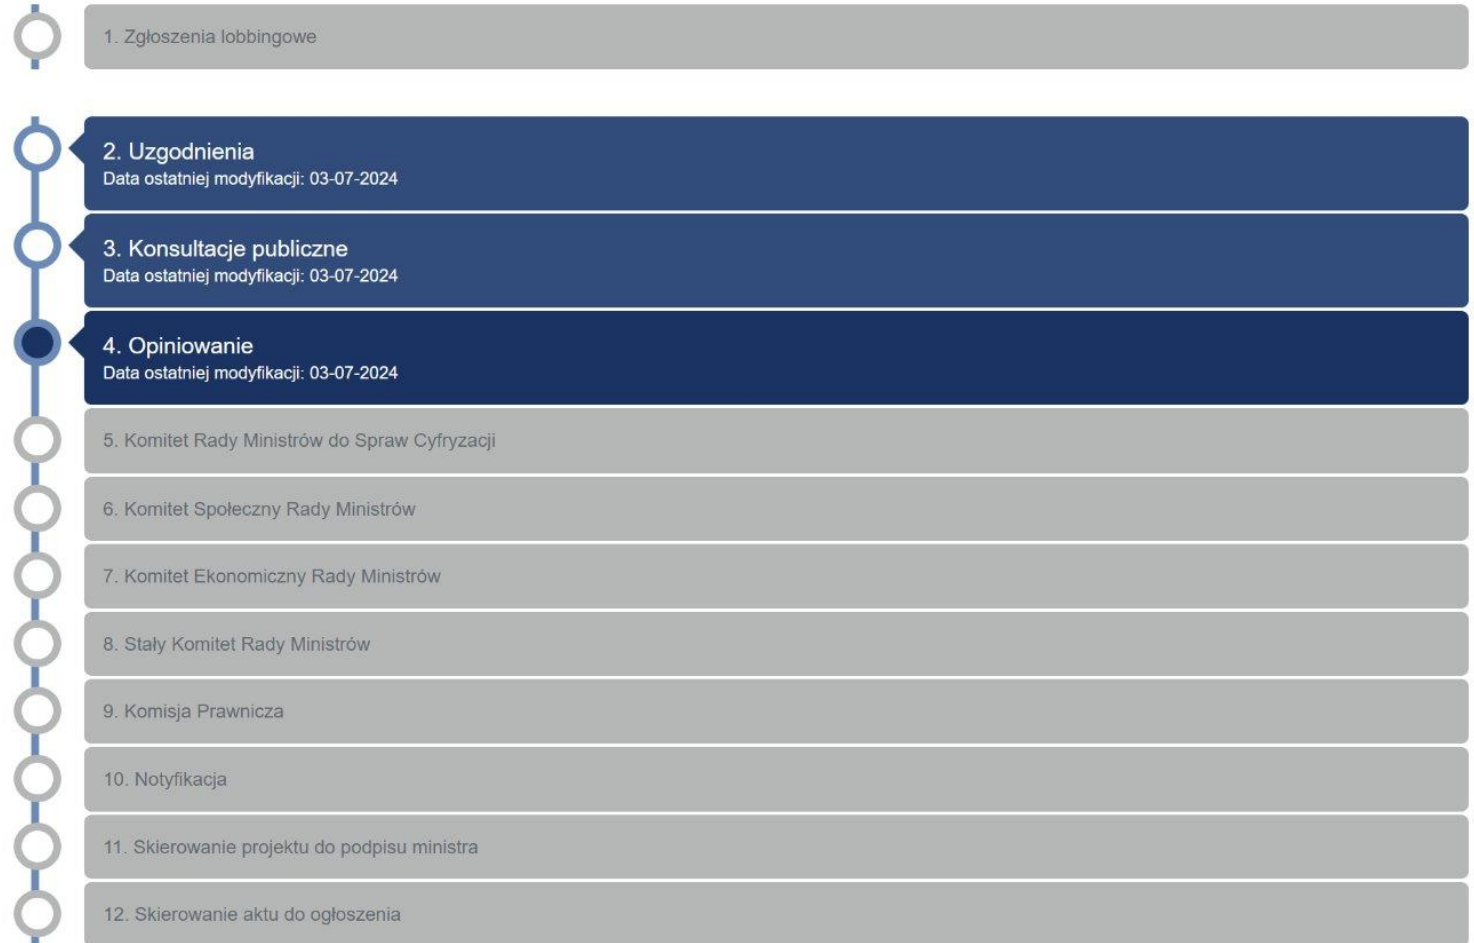 1. Zgłoszenia lobbingowe
2. Uzgodnienia
Data ostatniej modyfikacji: 03-07-2024
3. Konsultacje publiczne
Data ostatniej modyfikacji: 03-07-2024
4. Opiniowanie
Data ostatniej modyfikacji: 03-07-2024
5. Komitet Rady Ministrów do Spraw Cyfryzacji
6. Komitet Społeczny Rady Ministrów
7. Komitet Ekonomiczny Rady Ministrów
8. Stały Komitet Rady Ministrów
9. Komisja Prawnicza
10. Notyfikacja
11. Skierowanie projektu do podpisu ministra
12. Skierowanie aktu do ogłoszenia